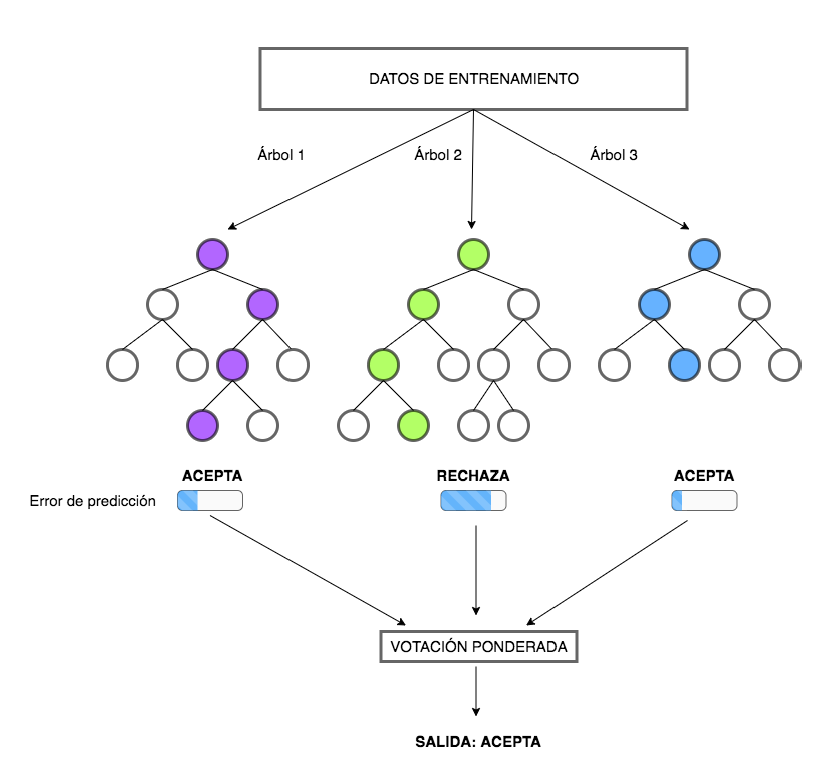 DATOS DE ENTRENAMIENTO
Árbol 1
Árbol 2
Árbol 3
ACEPTA
RECHAZA
ACEPTA
Error de predicción
VOTACIÓN PONDERADA
SALIDA: ACEPTA